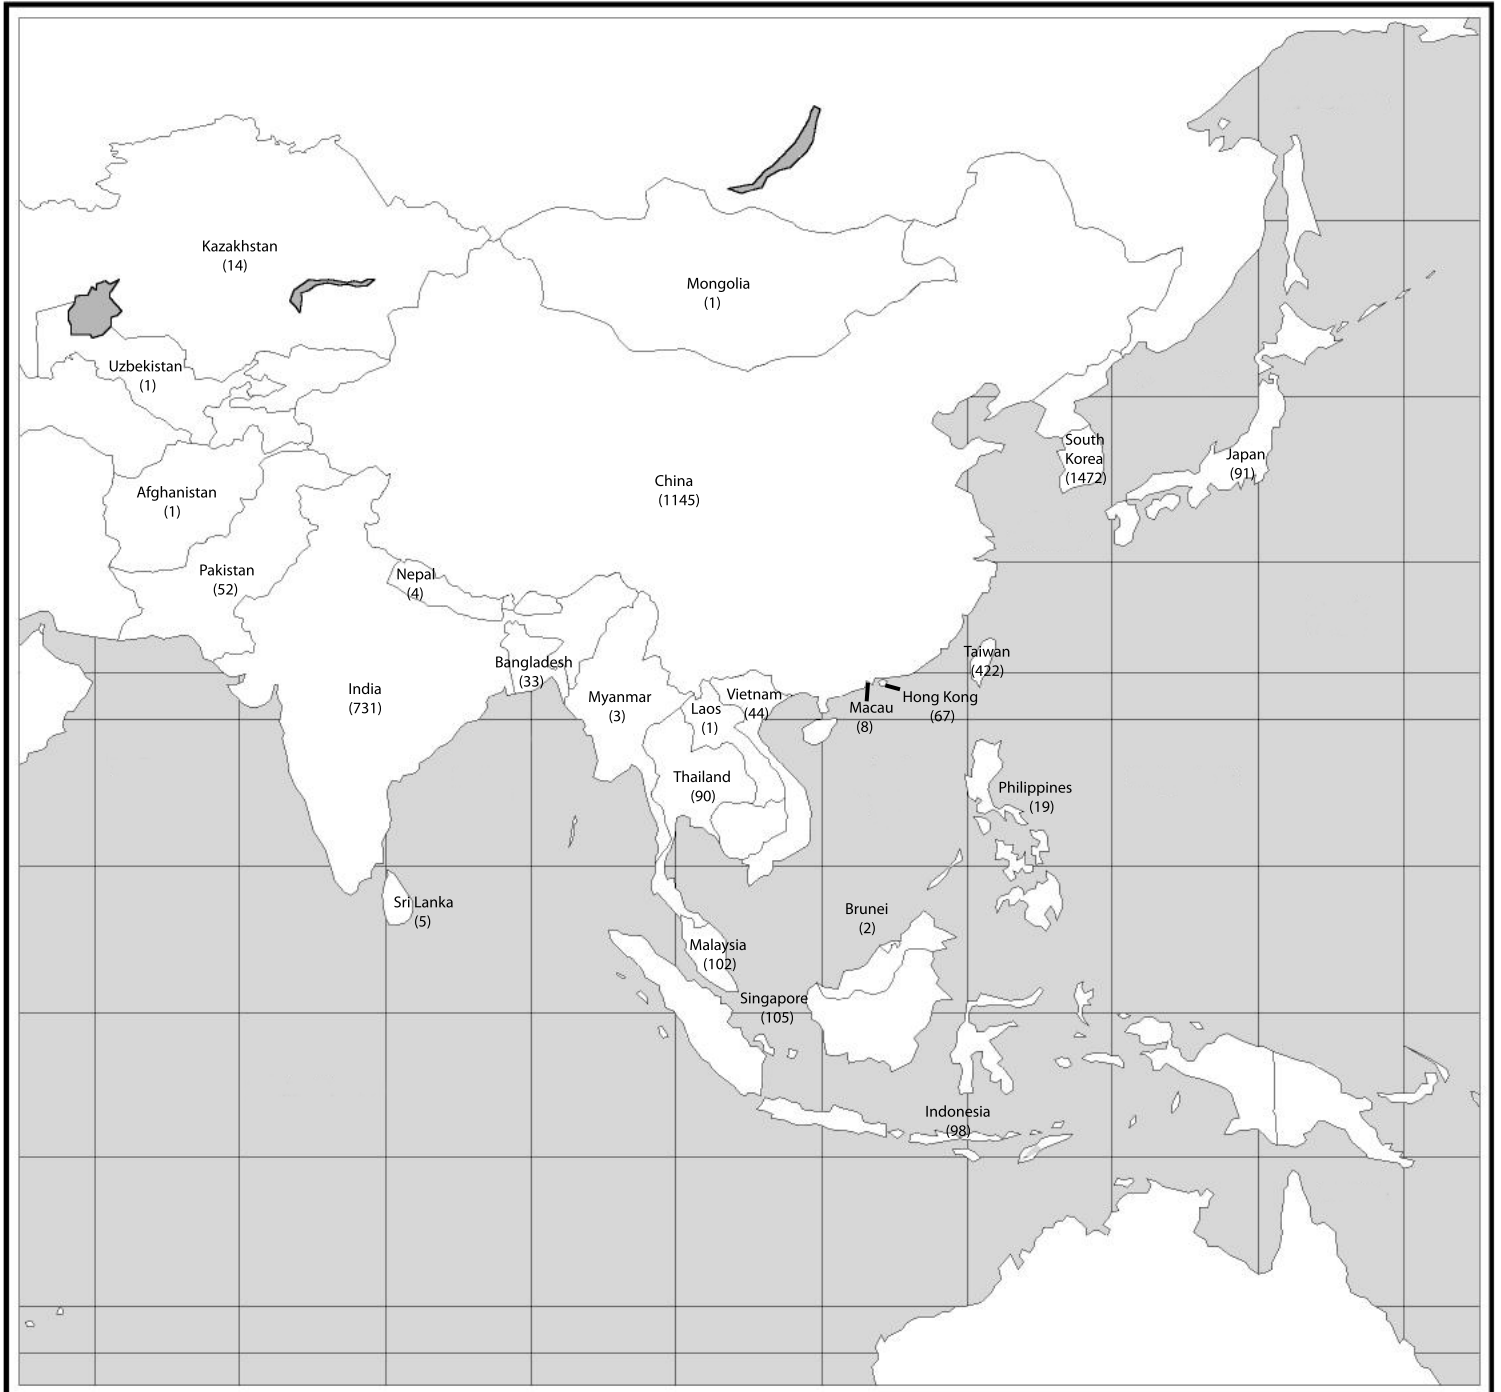 Kazakhstan
(14)
Mongolia
(1)
Uzbekistan
(1)
South
Korea
(1472)
Japan
(91)
China
(1145)
Afghanistan
(1)
Pakistan
(52)
Nepal
(4)
Bangladesh
(33)
Taiwan
(422)
India
(731)
Myanmar
(3)
Laos
(1)
Vietnam
(44)
Macau
(8)
Hong Kong
(67)
Thailand
(90)
Philippines
(19)
Sri Lanka
(5)
Brunei
(2)
Malaysia
(102)
Singapore
(105)
Indonesia
(98)